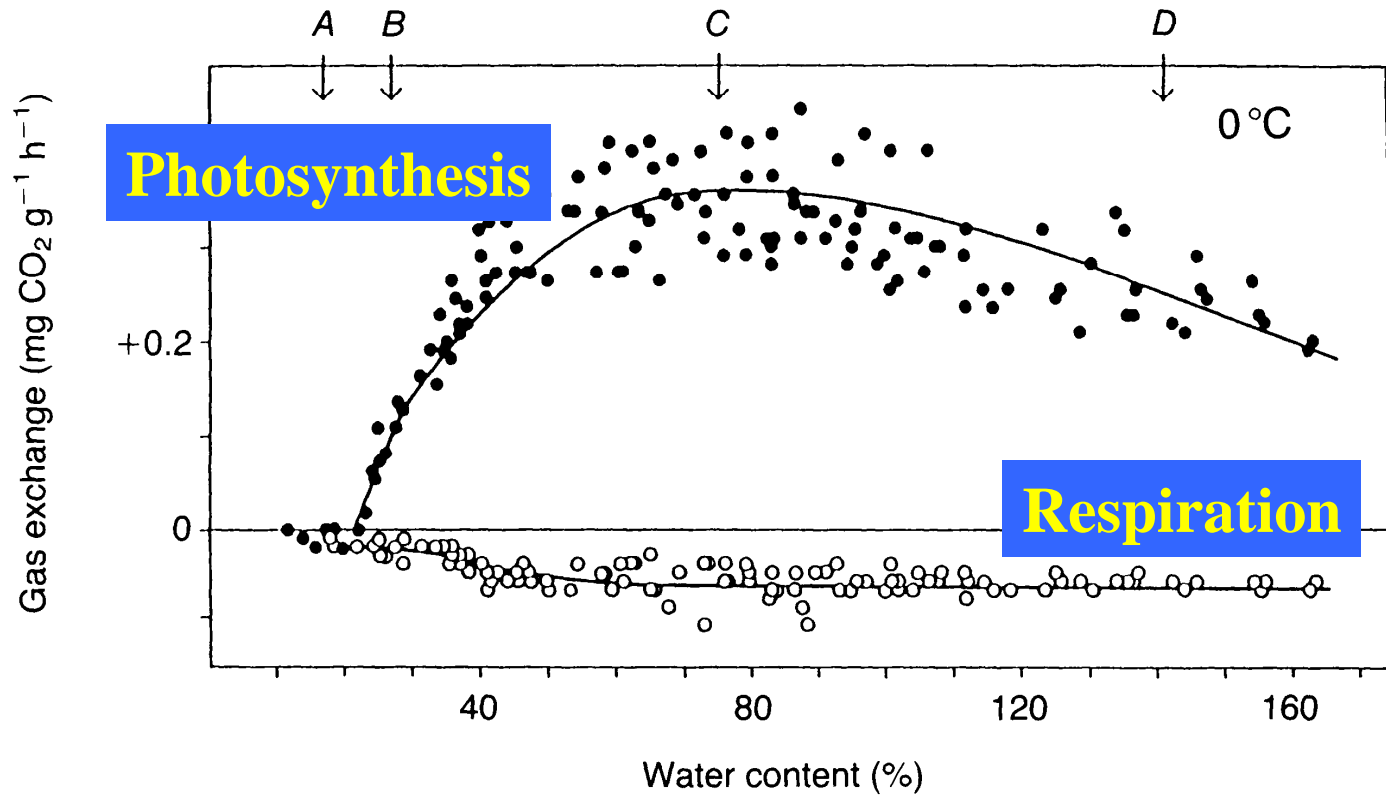 A B C D
0 °C
Photosynthesis
Gas exchange (mg CO₂ g⁻¹ h⁻¹)
+0.2
0
Respiration
40 80 120 160
Water content (%)